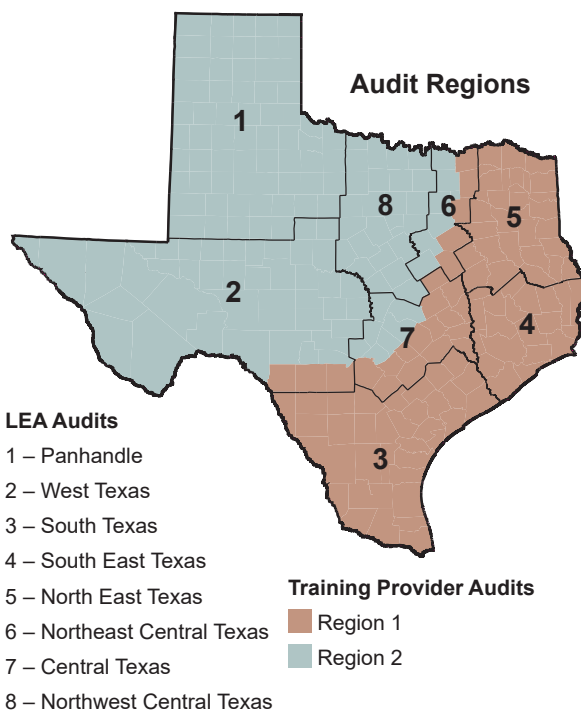 Audit Regions
1
8
6
5
2
4
7
3
LEA Audits
1 – Panhandle
2 – West Texas
3 – South Texas
4 – South East Texas
5 – North East Texas
6 – Northeast Central Texas
7 – Central Texas
8 – Northwest Central Texas
Training Provider Audits
Region 1
Region 2